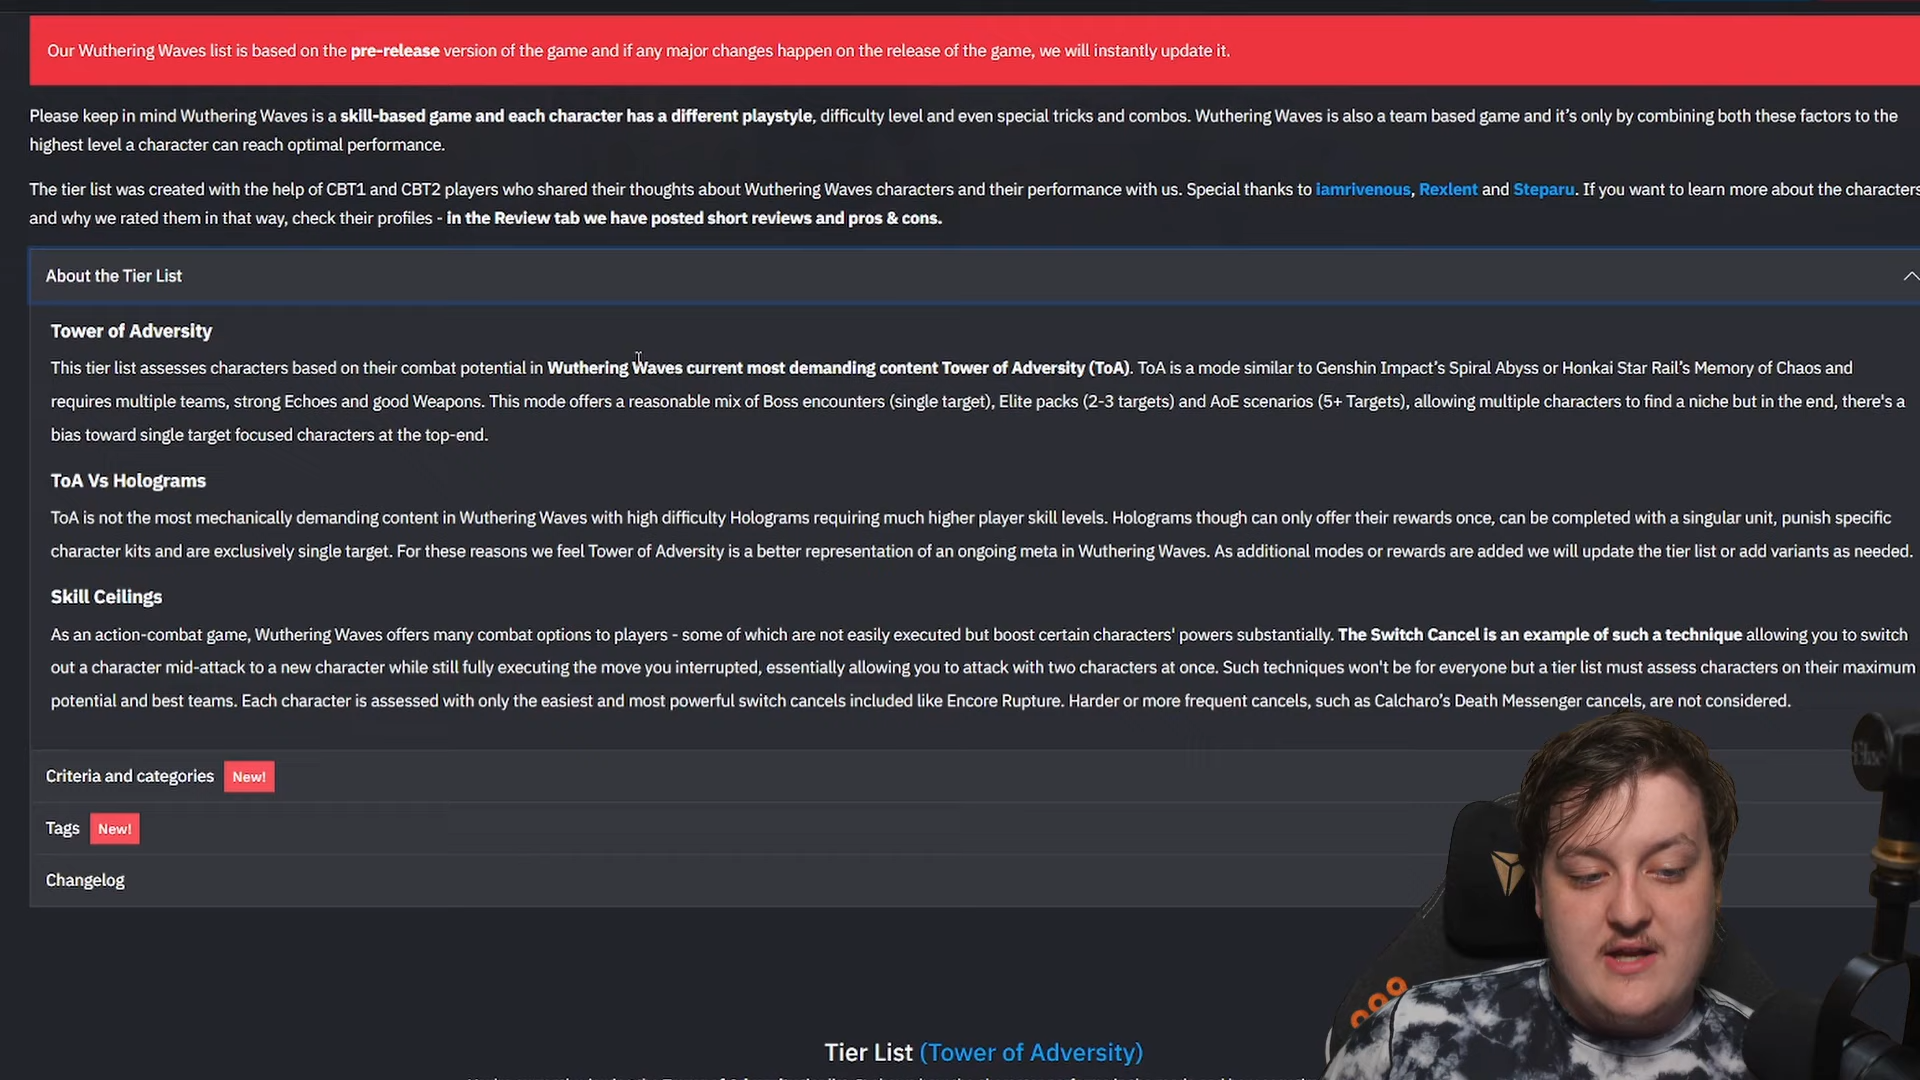 Our Wuthering Waves list is based on the pre-release version of the game and if any major changes happen on the release of the game, we will instantly update it.
Please keep in mind Wuthering Waves is a skill-based game and each character has a different playstyle, difficulty level and even special tricks and combos. Wuthering Waves is also a team based game and it's only by combining both these factors to the
highest level a character can reach optimal performance.
The tier list was created with the help of CBT1 and CBT2 players who shared their thoughts about Wuthering Waves characters and their performance with us. Special thanks to iamrivenous, Rexlent and Steparu. If you want to learn more about the characters
and why we rated them in that way, check their profiles - in the Review tab we have posted short reviews and pros & cons.
About the Tier List
Tower of Adversity
This tier list assesses characters based on their combat potential in Wuthering Waves current most demanding content Tower of Adversity (ToA). ToA is a mode similar to Genshin Impact's Spiral Abyss or Honkai Star Rail's Memory of Chaos and
requires multiple teams, strong Echoes and good Weapons. This mode offers a reasonable mix of Boss encounters (single target), Elite packs (2-3 targets) and AoE scenarios (5+ Targets), allowing multiple characters to find a niche but in the end, there's a
bias toward single target focused characters at the top-end.
ToA Vs Holograms
ToA is not the most mechanically demanding content in Wuthering Waves with high difficulty Holograms requiring much higher player skill levels. Holograms though can only offer their rewards once, can be completed with a singular unit, punish specific
character kits and are exclusively single target. For these reasons we feel Tower of Adversity is a better representation of an ongoing meta in Wuthering Waves. As additional modes or rewards are added we will update the tier list or add variants as needed.
Skill Ceilings
As an action-combat game, Wuthering Waves offers many combat options to players - some of which are not easily executed but boost certain characters' powers substantially. The Switch Cancel is an example of such a technique allowing you to switch
out a character mid-attack to a new character while still fully executing the move you interrupted, essentially allowing you to attack with two characters at once. Such techniques won't be for everyone but a tier list must assess characters on their maximum
potential and best teams. Each character is assessed with only the easiest and most powerful switch cancels included like Encore Rupture. Harder or more frequent cancels, such as Calcharo's Death Messenger cancels, are not considered.
Criteria and categories New!
Tags New!
Changelog
Tier List (Tower of Adversity)